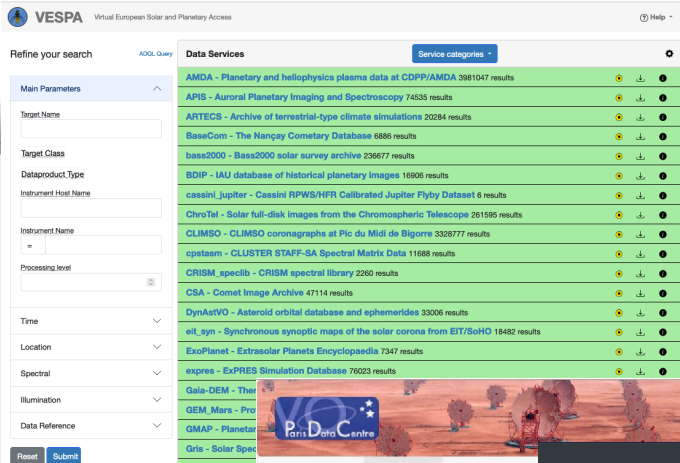 VESPA Virtual European Solar and Planetary Access
Help
Refine your search
ADQL Query
Main Parameters
Target Name
Target Class
Dataproduct Type
Instrument Host Name
Instrument Name
=
Processing level
Time
Location
Spectral
Illumination
Data Reference
Reset Submit
Data Services
Service categories
AMDA - Planetary and heliophysics plasma data at CDPP/AMDA 3981047 results
APIS - Auroral Planetary Imaging and Spectroscopy 74535 results
ARTECS - Archive of terrestrial-type climate simulations 20284 results
BaseCom - The Nançay Cometary Database 6886 results
bass2000 - Bass2000 solar survey archive 236677 results
BDIP - IAU database of historical planetary images 16906 results
cassini_jupiter - Cassini RPWS/HFR Calibrated Jupiter Flyby Dataset 6 results
ChroTel - Solar full-disk images from the Chromospheric Telescope 261595 results
CLIMSO - CLIMSO coronagraphs at Pic du Midi de Bigorre 3328777 results
cpstasm - CLUSTER STAFF-SA Spectral Matrix Data 11688 results
CRISM_speclib - CRISM spectral library 2260 results
CSA - Comet Image Archive 47114 results
DynAstVO - Asteroid orbital database and ephemerides 33006 results
eit_syn - Synchronous synoptic maps of the solar corona from EIT/SoHO 18482 results
ExoPlanet - Extrasolar Planets Encyclopaedia 7347 results
expres - ExPRES Simulation Database 76023 results
Gaia-DEM - Ther
GEM_Mars - Pro
GMAP - Planetar
Gris - Solar Spec
VO
Paris Data Centre